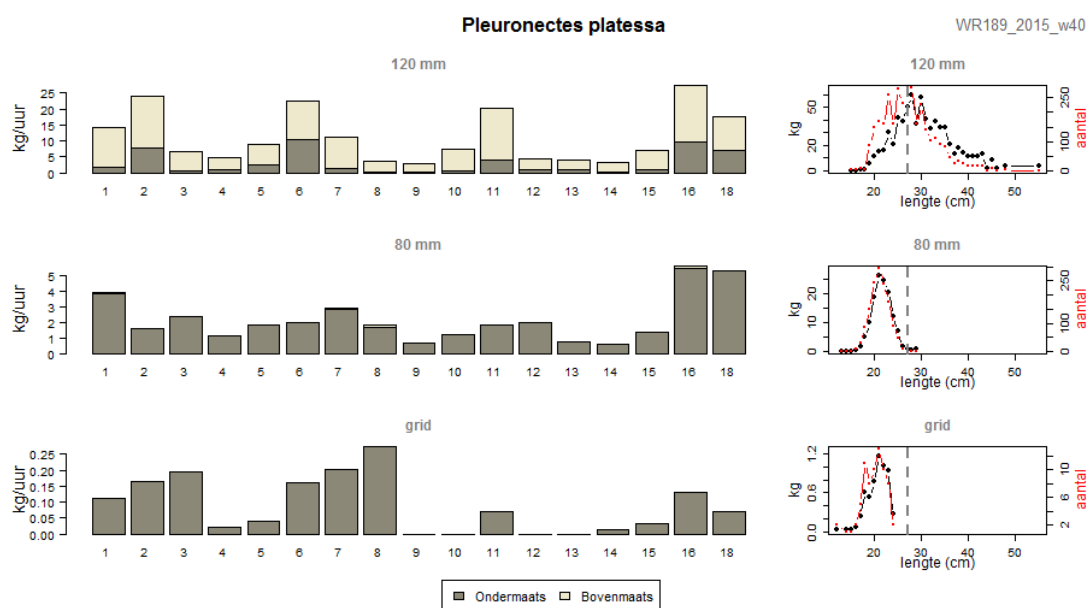 Pleuronectes platessa
WR189_2015_w40
120 mm
kg/uur
25
20
15
10
5
0
1 2 3 4 5 6 7 8 9 10 11 12 13 14 15 16 18
120 mm
kg
50
20
0
250
100
0
aantal
20 30 40 50
lengte (cm)
80 mm
kg/uur
5
4
3
2
1
0
1 2 3 4 5 6 7 8 9 10 11 12 13 14 15 16 18
80 mm
kg
20
10
0
250
100
0
aantal
20 30 40 50
lengte (cm)
grid
kg/uur
0.25
0.20
0.15
0.10
0.05
0.00
1 2 3 4 5 6 7 8 9 10 11 12 13 14 15 16 18
grid
kg
1.2
0.6
0.0
10
6
2
aantal
20 30 40 50
lengte (cm)
Ondermaats Bovenmaats